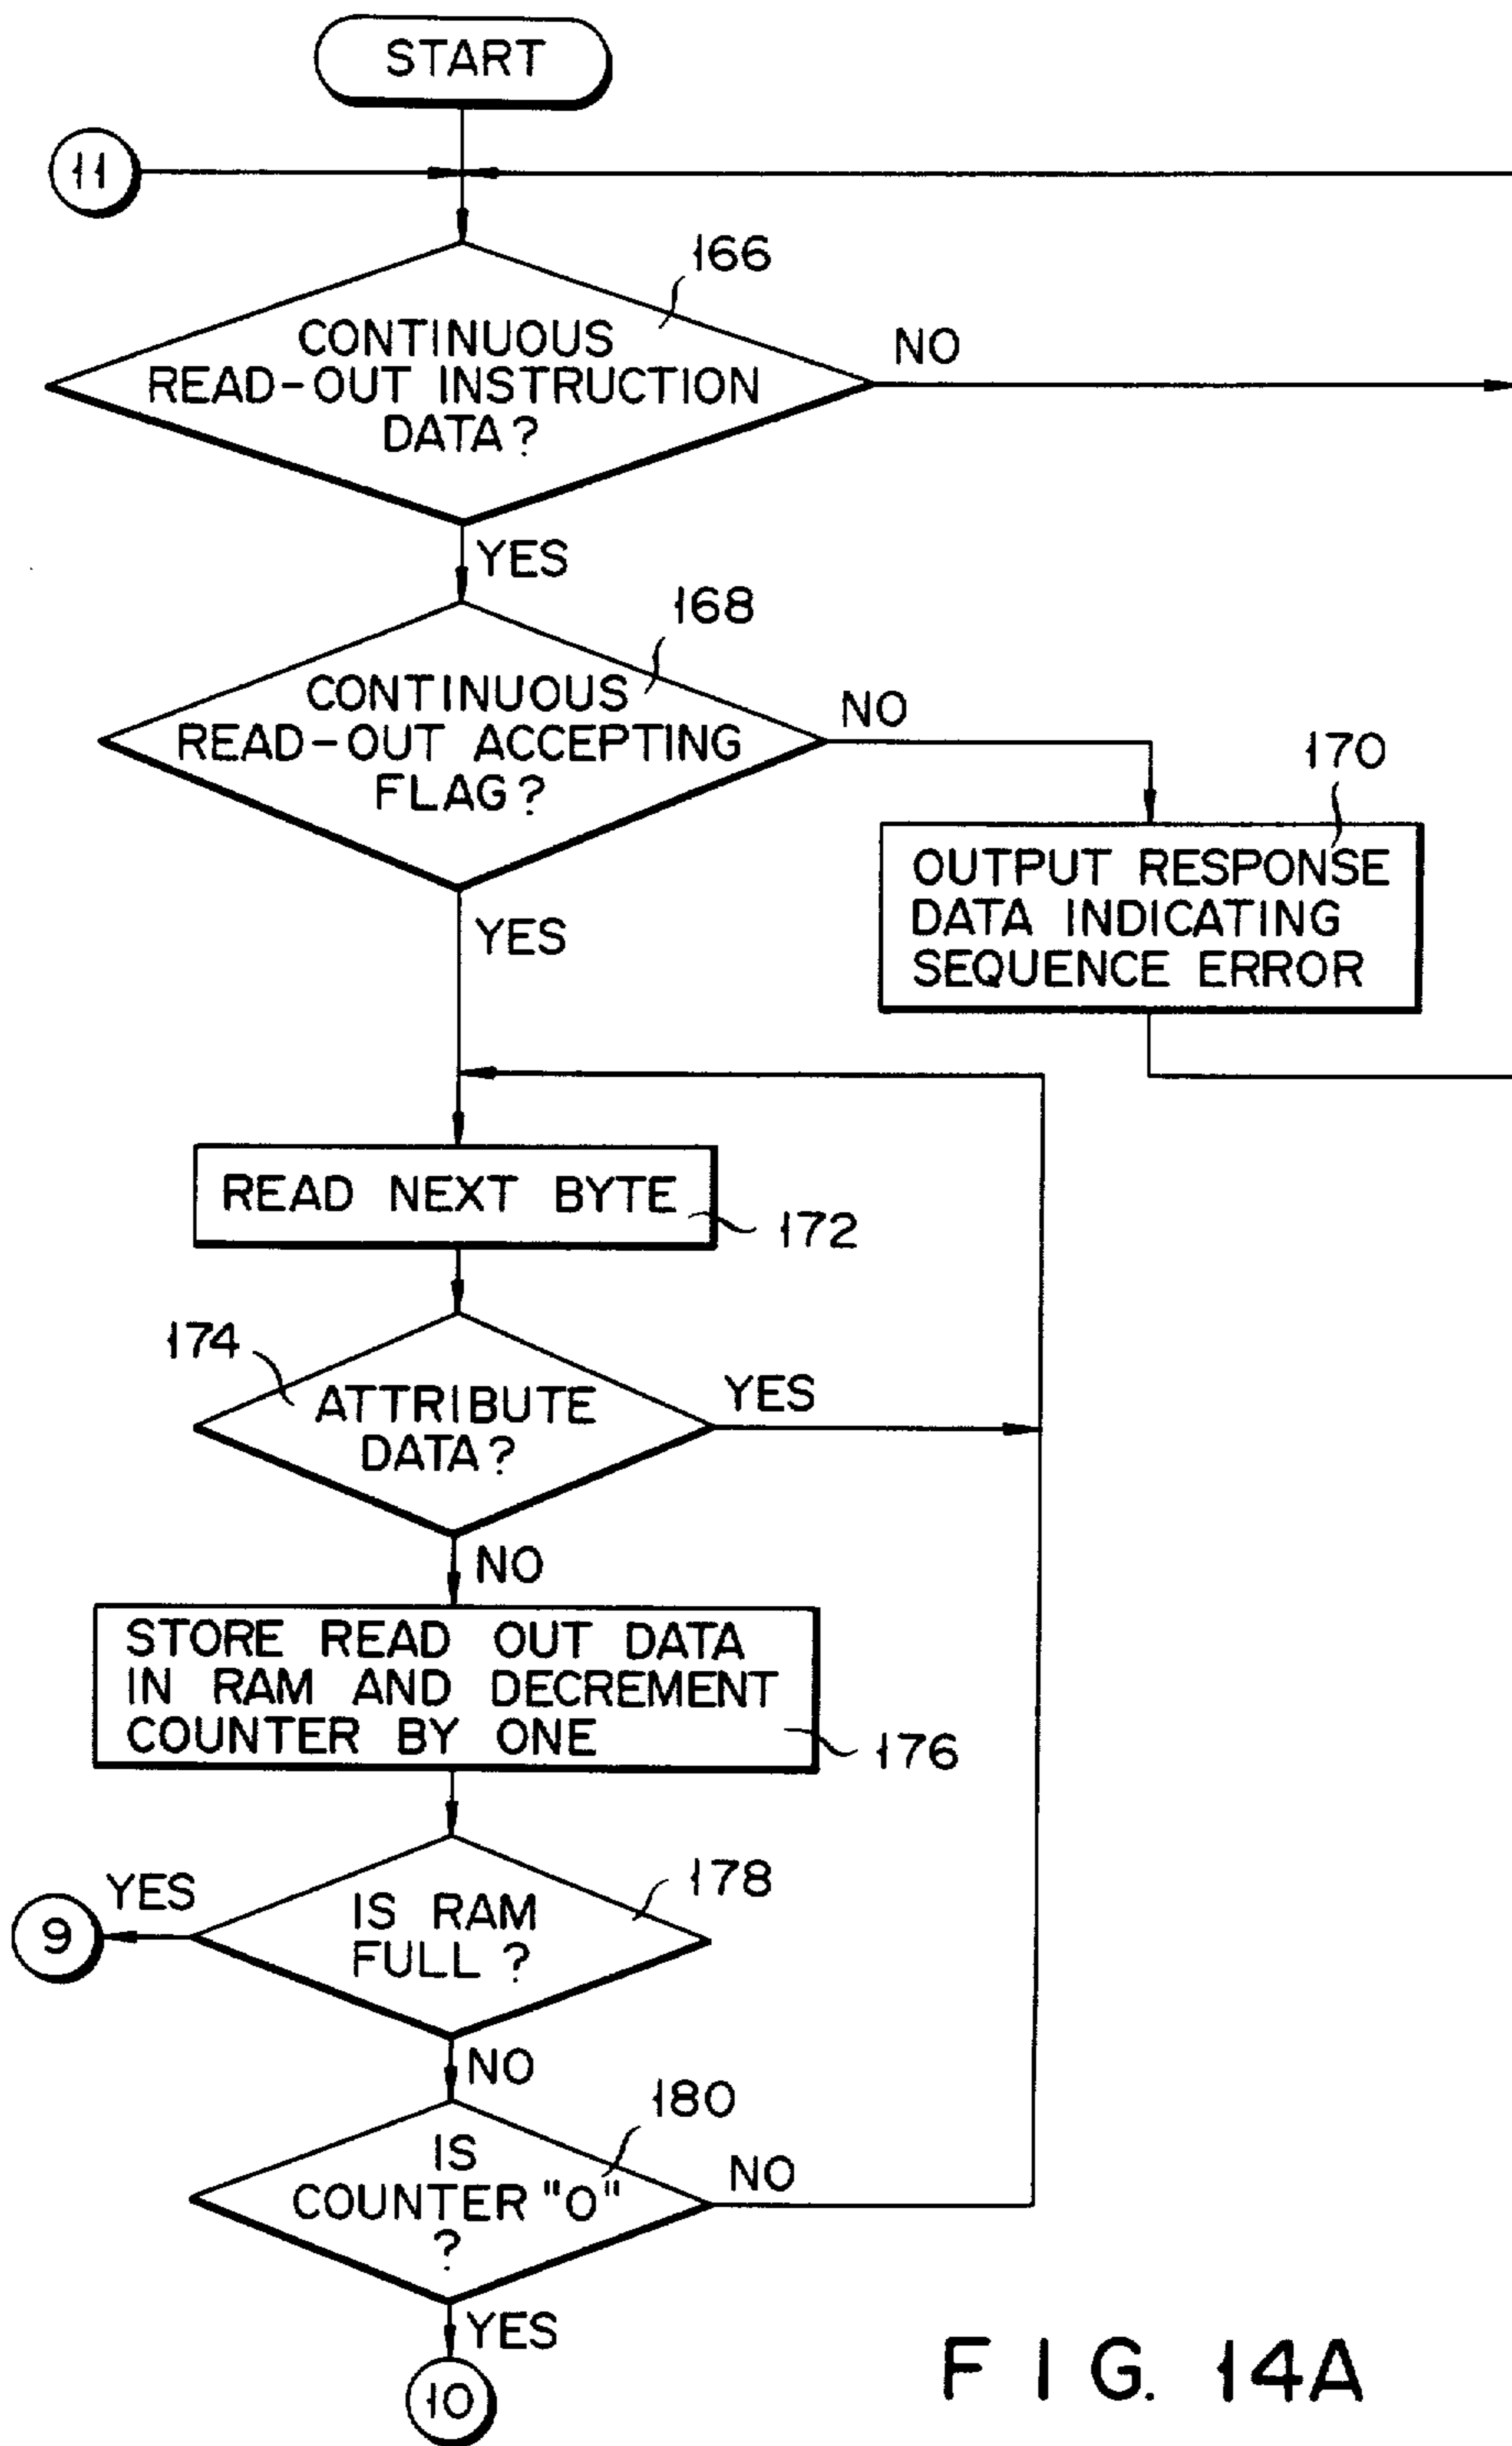 START
11
166
CONTINUOUS
READ-OUT INSTRUCTION
DATA?
NO
YES
168
CONTINUOUS
READ-OUT ACCEPTING
FLAG?
NO
170
OUTPUT RESPONSE
DATA INDICATING
SEQUENCE ERROR
YES
READ NEXT BYTE
172
174
ATTRIBUTE
DATA?
YES
NO
STORE READ OUT DATA
IN RAM AND DECREMENT
COUNTER BY ONE
176
178
YES
9
IS RAM
FULL ?
NO
180
IS
COUNTER "0"
?
NO
YES
10
FIG. 14A